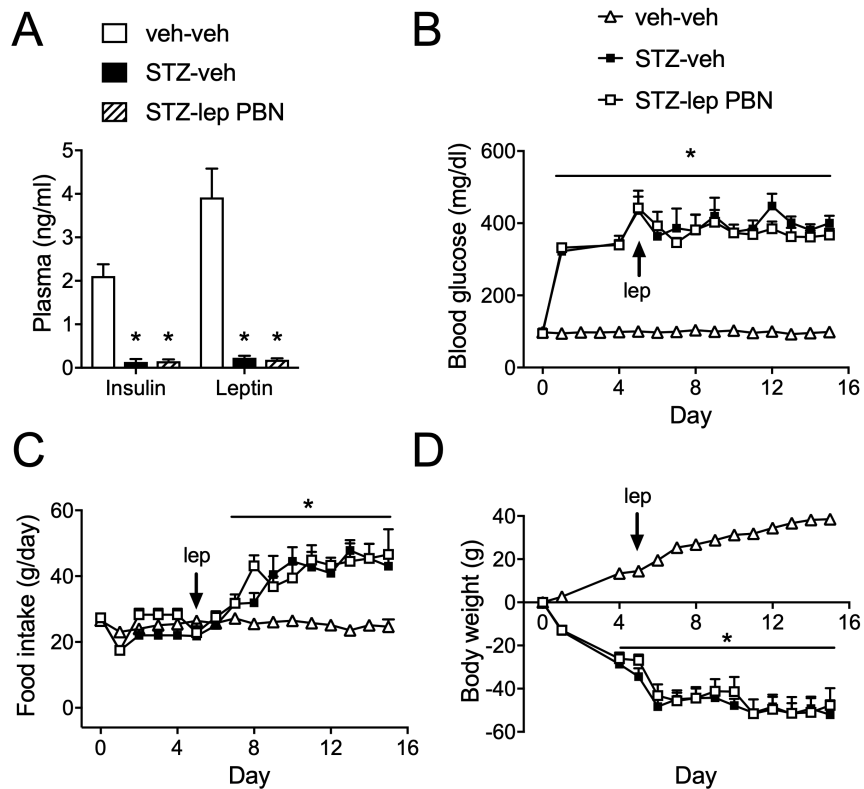 A
veh-veh
STZ-veh
STZ-lep PBN
Plasma (ng/ml)
5
4
3
2
1
0
* * * *
Insulin Leptin
B
veh-veh
STZ-veh
STZ-lep PBN
Blood glucose (mg/dl)
600
400
200
0
*
lep
0 4 8 12 16
Day
C
Food intake (g/day)
60
40
20
0
*
lep
0 4 8 12 16
Day
D
Body weight (g)
40
20
0
-20
-40
-60
lep
0 4 8 12 16
*
Day